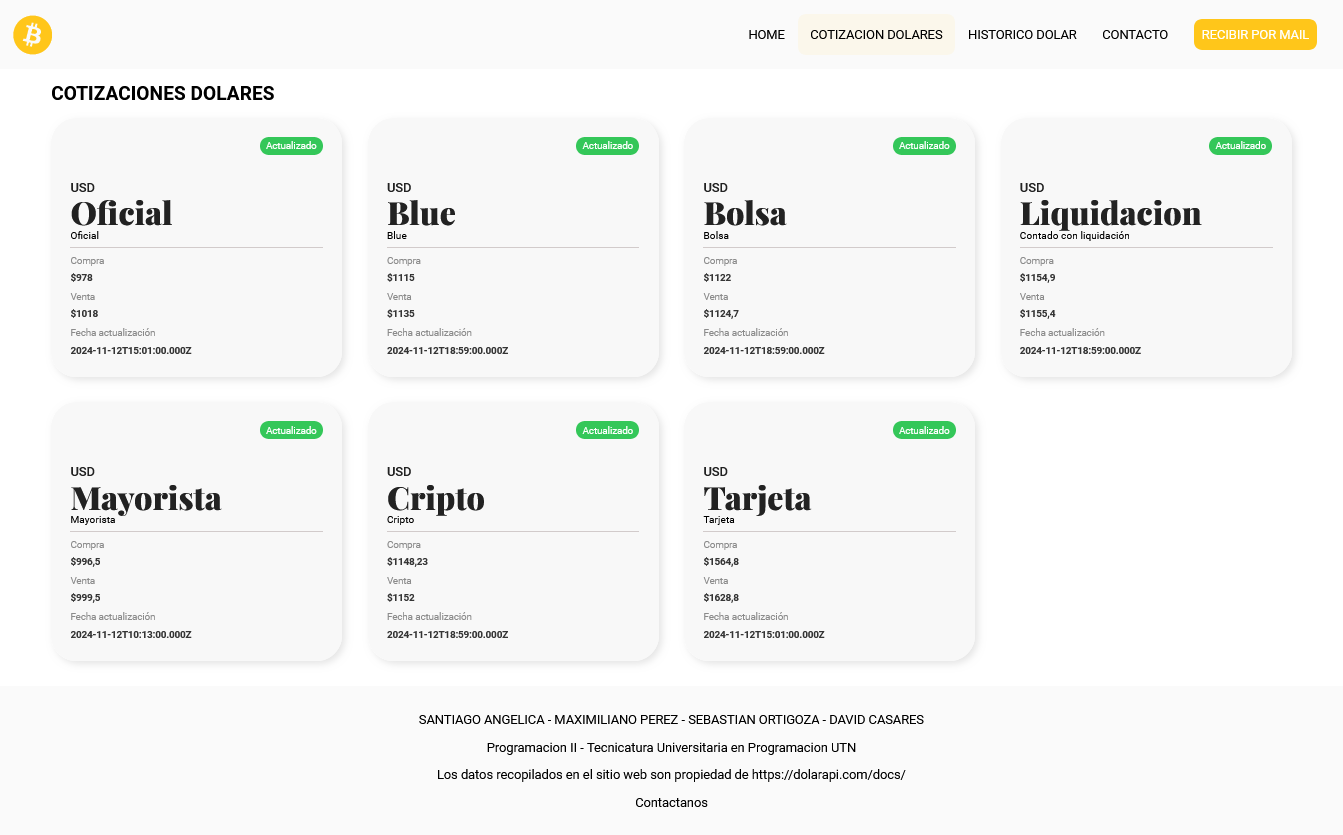 HOME
COTIZACION DOLARES
HISTORICO DOLAR
CONTACTO
RECIBIR POR MAIL
COTIZACIONES DOLARES
Actualizado
USD
Oficial
Oficial
Compra
$978
Venta
$1018
Fecha actualización
2024-11-12T15:01:00.000Z
Actualizado
USD
Blue
Blue
Compra
$1115
Venta
$1135
Fecha actualización
2024-11-12T18:59:00.000Z
Actualizado
USD
Bolsa
Bolsa
Compra
$1122
Venta
$1124,7
Fecha actualización
2024-11-12T18:59:00.000Z
Actualizado
USD
Liquidacion
Contado con liquidación
Compra
$1154,9
Venta
$1155,4
Fecha actualización
2024-11-12T18:59:00.000Z
Actualizado
USD
Mayorista
Mayorista
Compra
$996,5
Venta
$999,5
Fecha actualización
2024-11-12T10:13:00.000Z
Actualizado
USD
Cripto
Cripto
Compra
$1148,23
Venta
$1152
Fecha actualización
2024-11-12T18:59:00.000Z
Actualizado
USD
Tarjeta
Tarjeta
Compra
$1564,8
Venta
$1628,8
Fecha actualización
2024-11-12T15:01:00.000Z
SANTIAGO ANGELICA - MAXIMILIANO PEREZ - SEBASTIAN ORTIGOZA - DAVID CASARES
Programacion II - Tecnicatura Universitaria en Programacion UTN
Los datos recopilados en el sitio web son propiedad de https://dolarapi.com/docs/
Contactanos